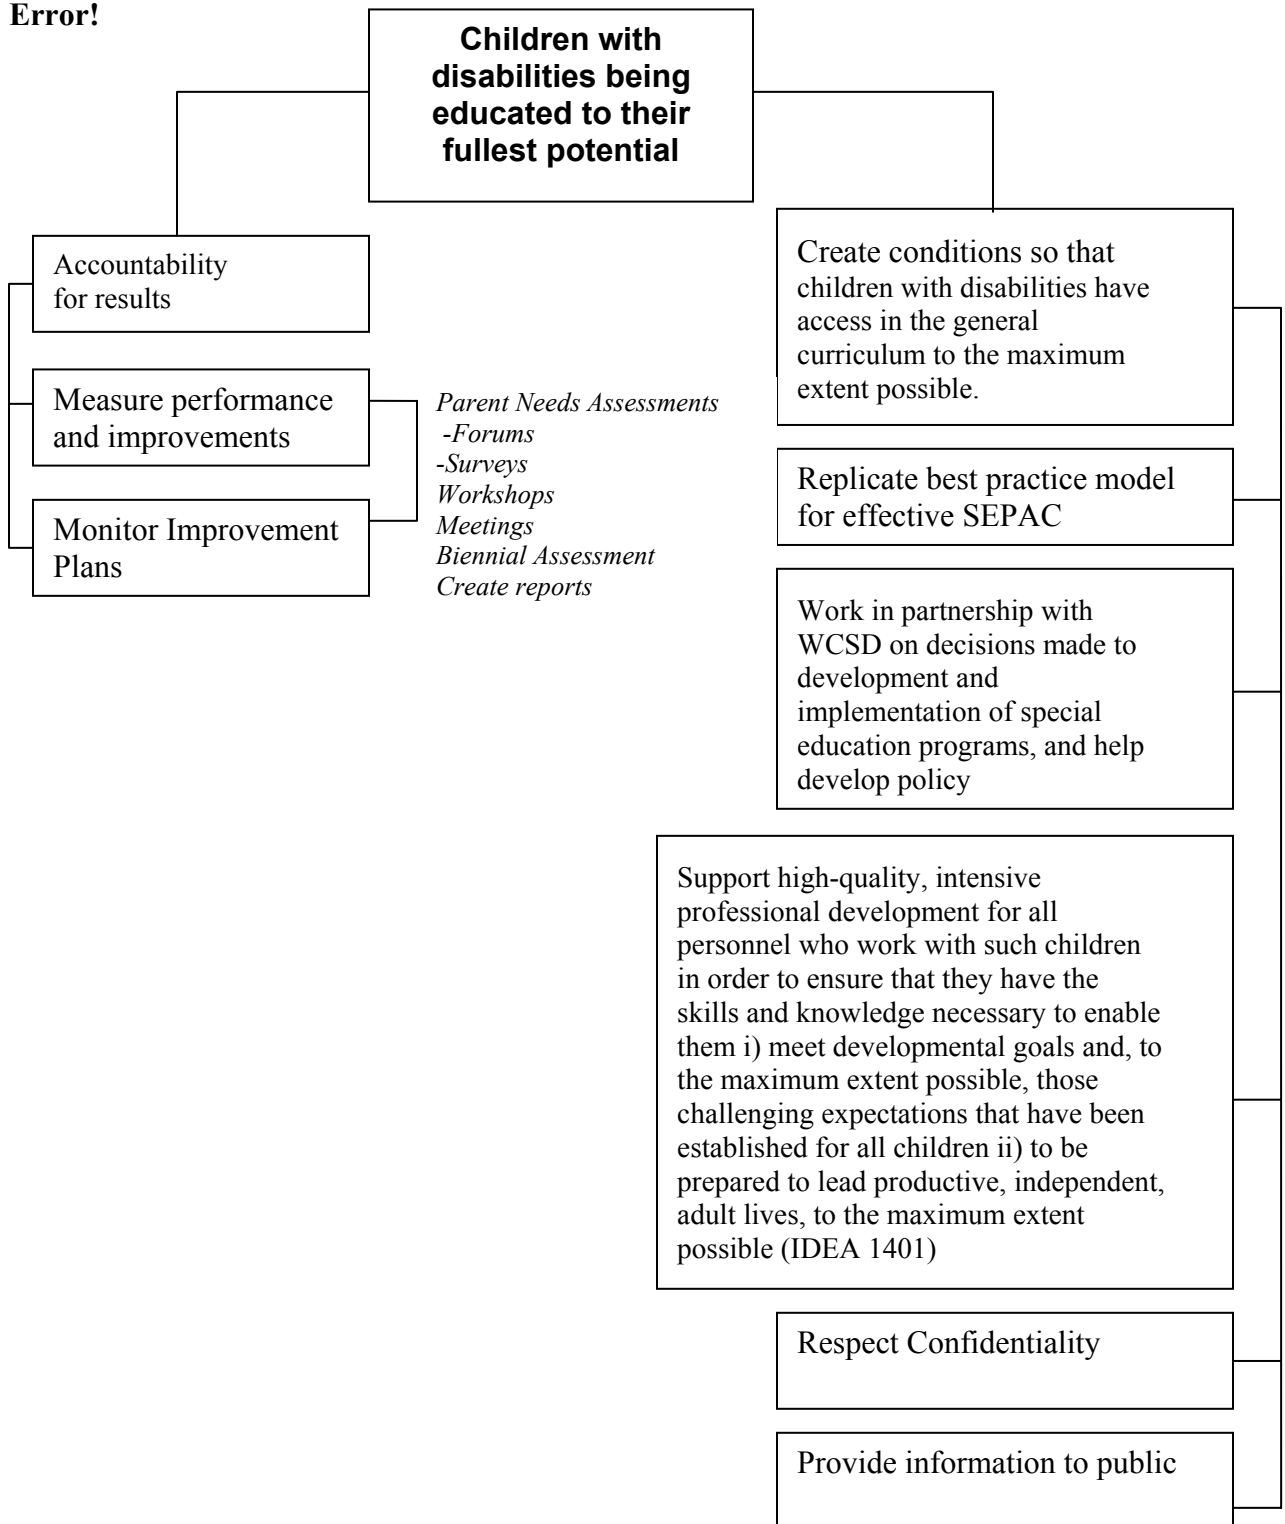 Error!
Children with
disabilities being
educated to their
fullest potential
Accountability
for results
Measure performance
and improvements
Monitor Improvement
Plans
Parent Needs Assessments
-Forums
-Surveys
Workshops
Meetings
Biennial Assessment
Create reports
Create conditions so that
children with disabilities have
access in the general
curriculum to the maximum
extent possible.
Replicate best practice model
for effective SEPAC
Work in partnership with
WCSD on decisions made to
development and
implementation of special
education programs, and help
develop policy
Support high-quality, intensive
professional development for all
personnel who work with such children
in order to ensure that they have the
skills and knowledge necessary to enable
them i) meet developmental goals and, to
the maximum extent possible, those
challenging expectations that have been
established for all children ii) to be
prepared to lead productive, independent,
adult lives, to the maximum extent
possible (IDEA 1401)
Respect Confidentiality
Provide information to public